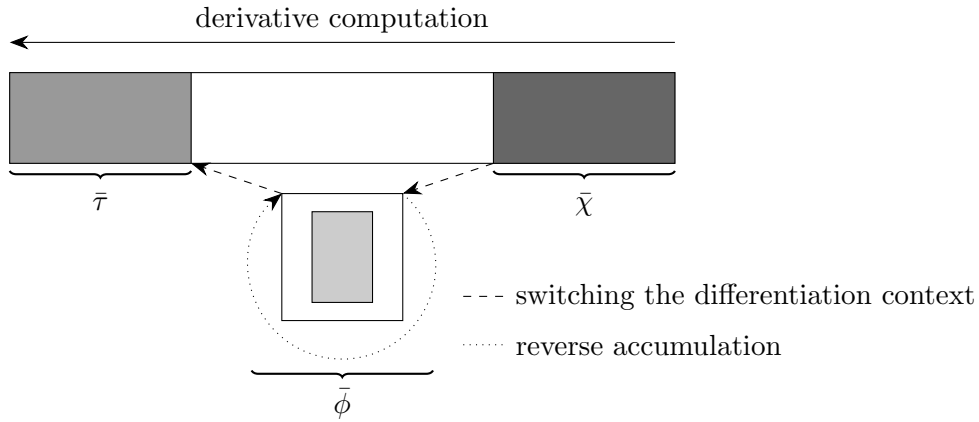 derivative computation
τ̄
χ̄
switching the differentiation context
reverse accumulation
ϕ̄